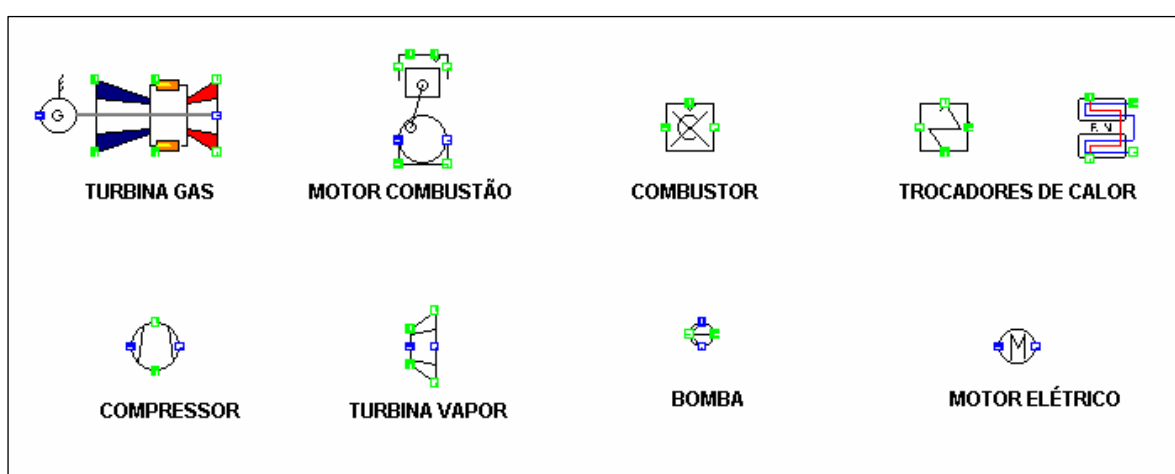 G
C
R. N.
TURBINA GAS
MOTOR COMBUSTÃO
COMBUSTOR
TROCADORES DE CALOR
M
COMPRESSOR
TURBINA VAPOR
BOMBA
MOTOR ELÉTRICO